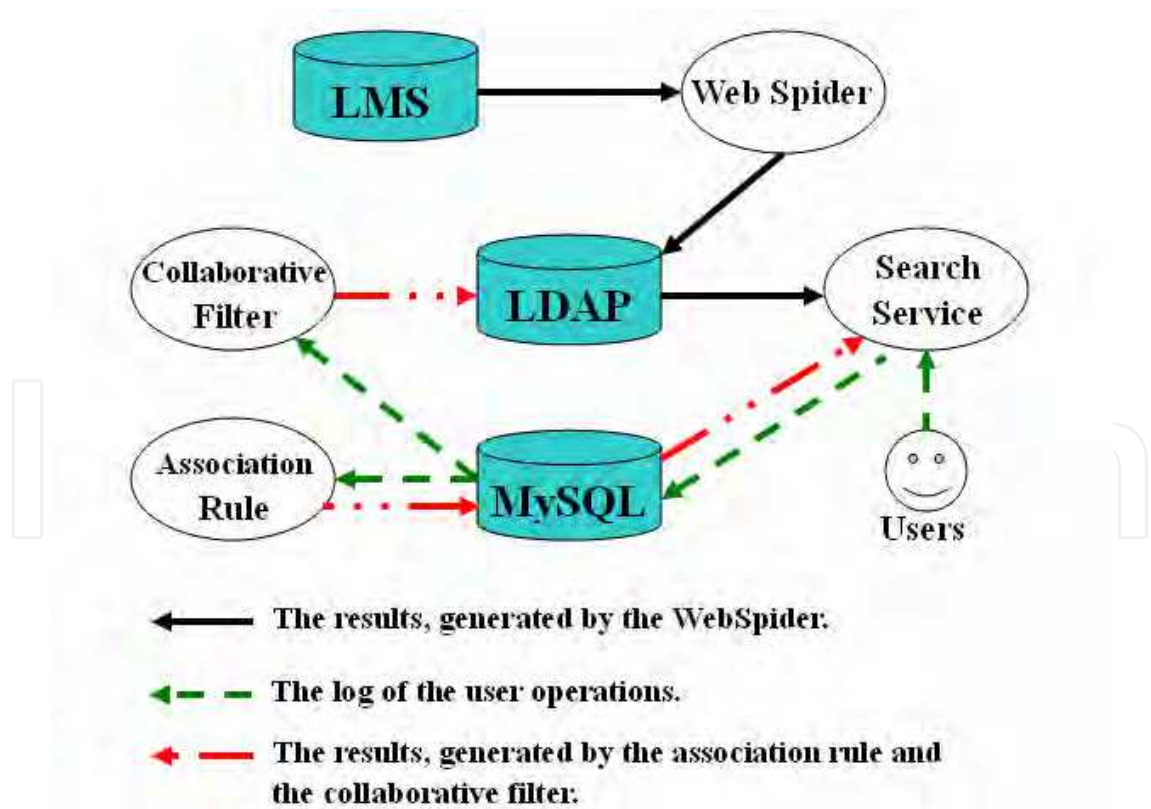 LMS
Web Spider
Collaborative
Filter
LDAP
Search
Service
Association
Rule
MySQL
Users
The results, generated by the WebSpider.
The log of the user operations.
The results, generated by the association rule and
the collaborative filter.